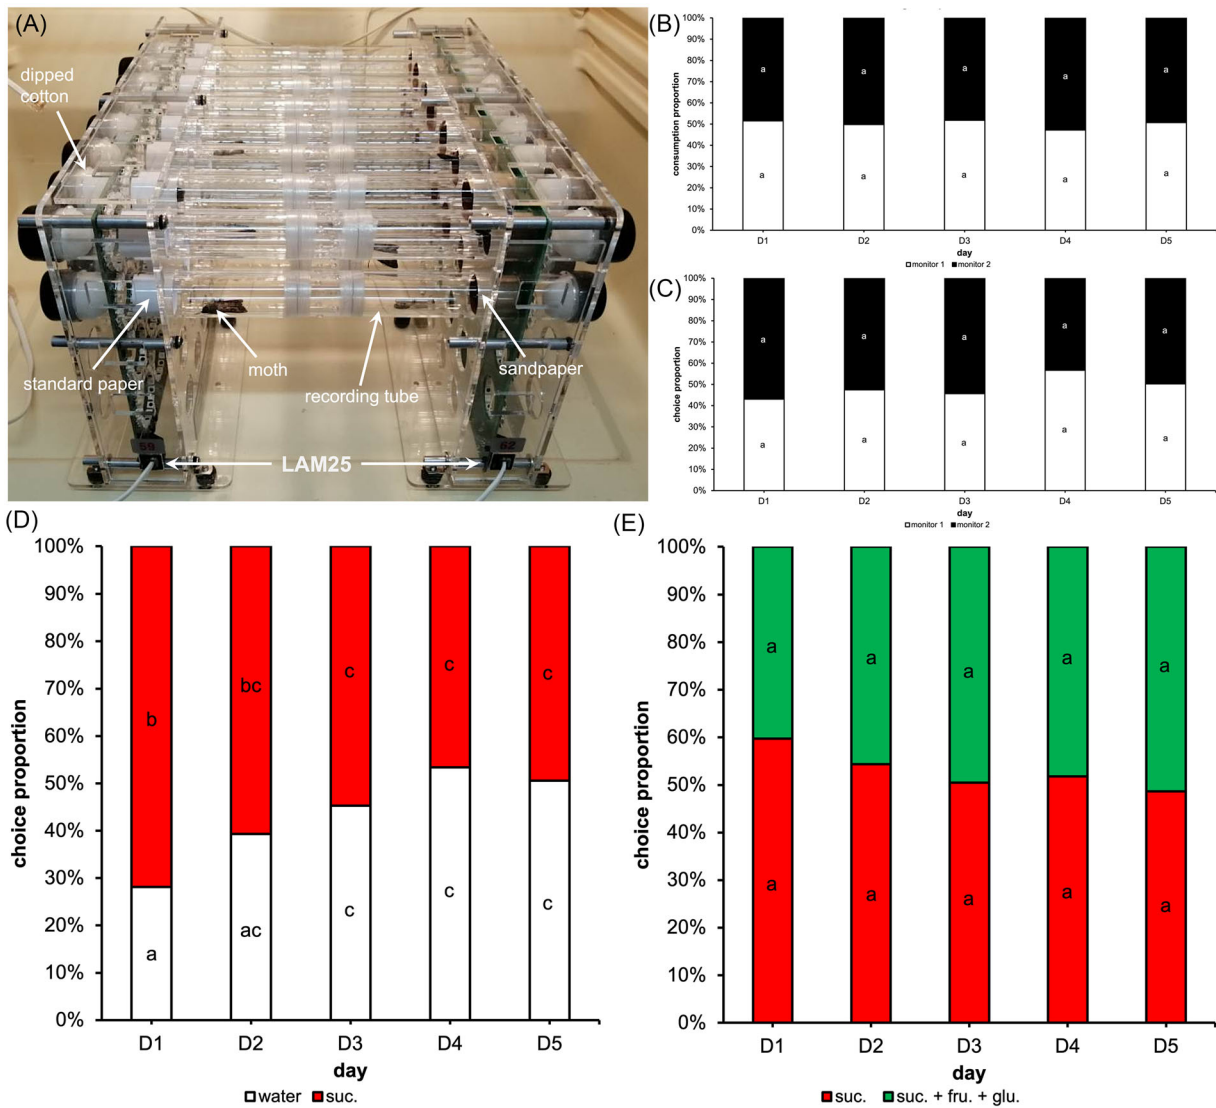 (A)
dipped
cotton
standard paper
moth
recording tube
sandpaper
59
62
LAM25
(B)
consumption proportion
100%
90%
80%
70%
60%
50%
40%
30%
20%
10%
0%
a a a a a
a a a a a
D1 D2 D3 D4 D5
day
monitor 1 monitor 2
(C)
choice proportion
100%
90%
80%
70%
60%
50%
40%
30%
20%
10%
0%
a a a a a
a a a a a
D1 D2 D3 D4 D5
day
monitor 1 monitor 2
(D)
choice proportion
100%
90%
80%
70%
60%
50%
40%
30%
20%
10%
0%
b bc c c c
a ac c c c
D1 D2 D3 D4 D5
day
water suc.
(E)
choice proportion
100%
90%
80%
70%
60%
50%
40%
30%
20%
10%
0%
a a a a a
a a a a a
D1 D2 D3 D4 D5
day
suc. suc. + fru. + glu.